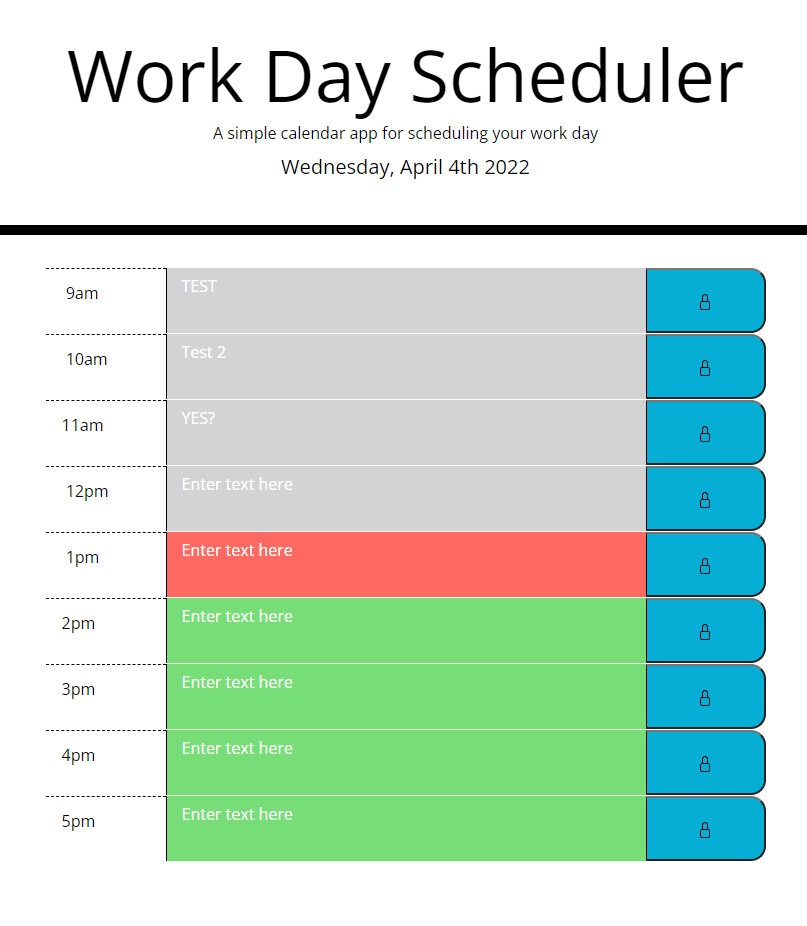 Work Day Scheduler
A simple calendar app for scheduling your work day
Wednesday, April 4th 2022
9am TEST
10am Test 2
11am YES?
12pm Enter text here
1pm Enter text here
2pm Enter text here
3pm Enter text here
4pm Enter text here
5pm Enter text here